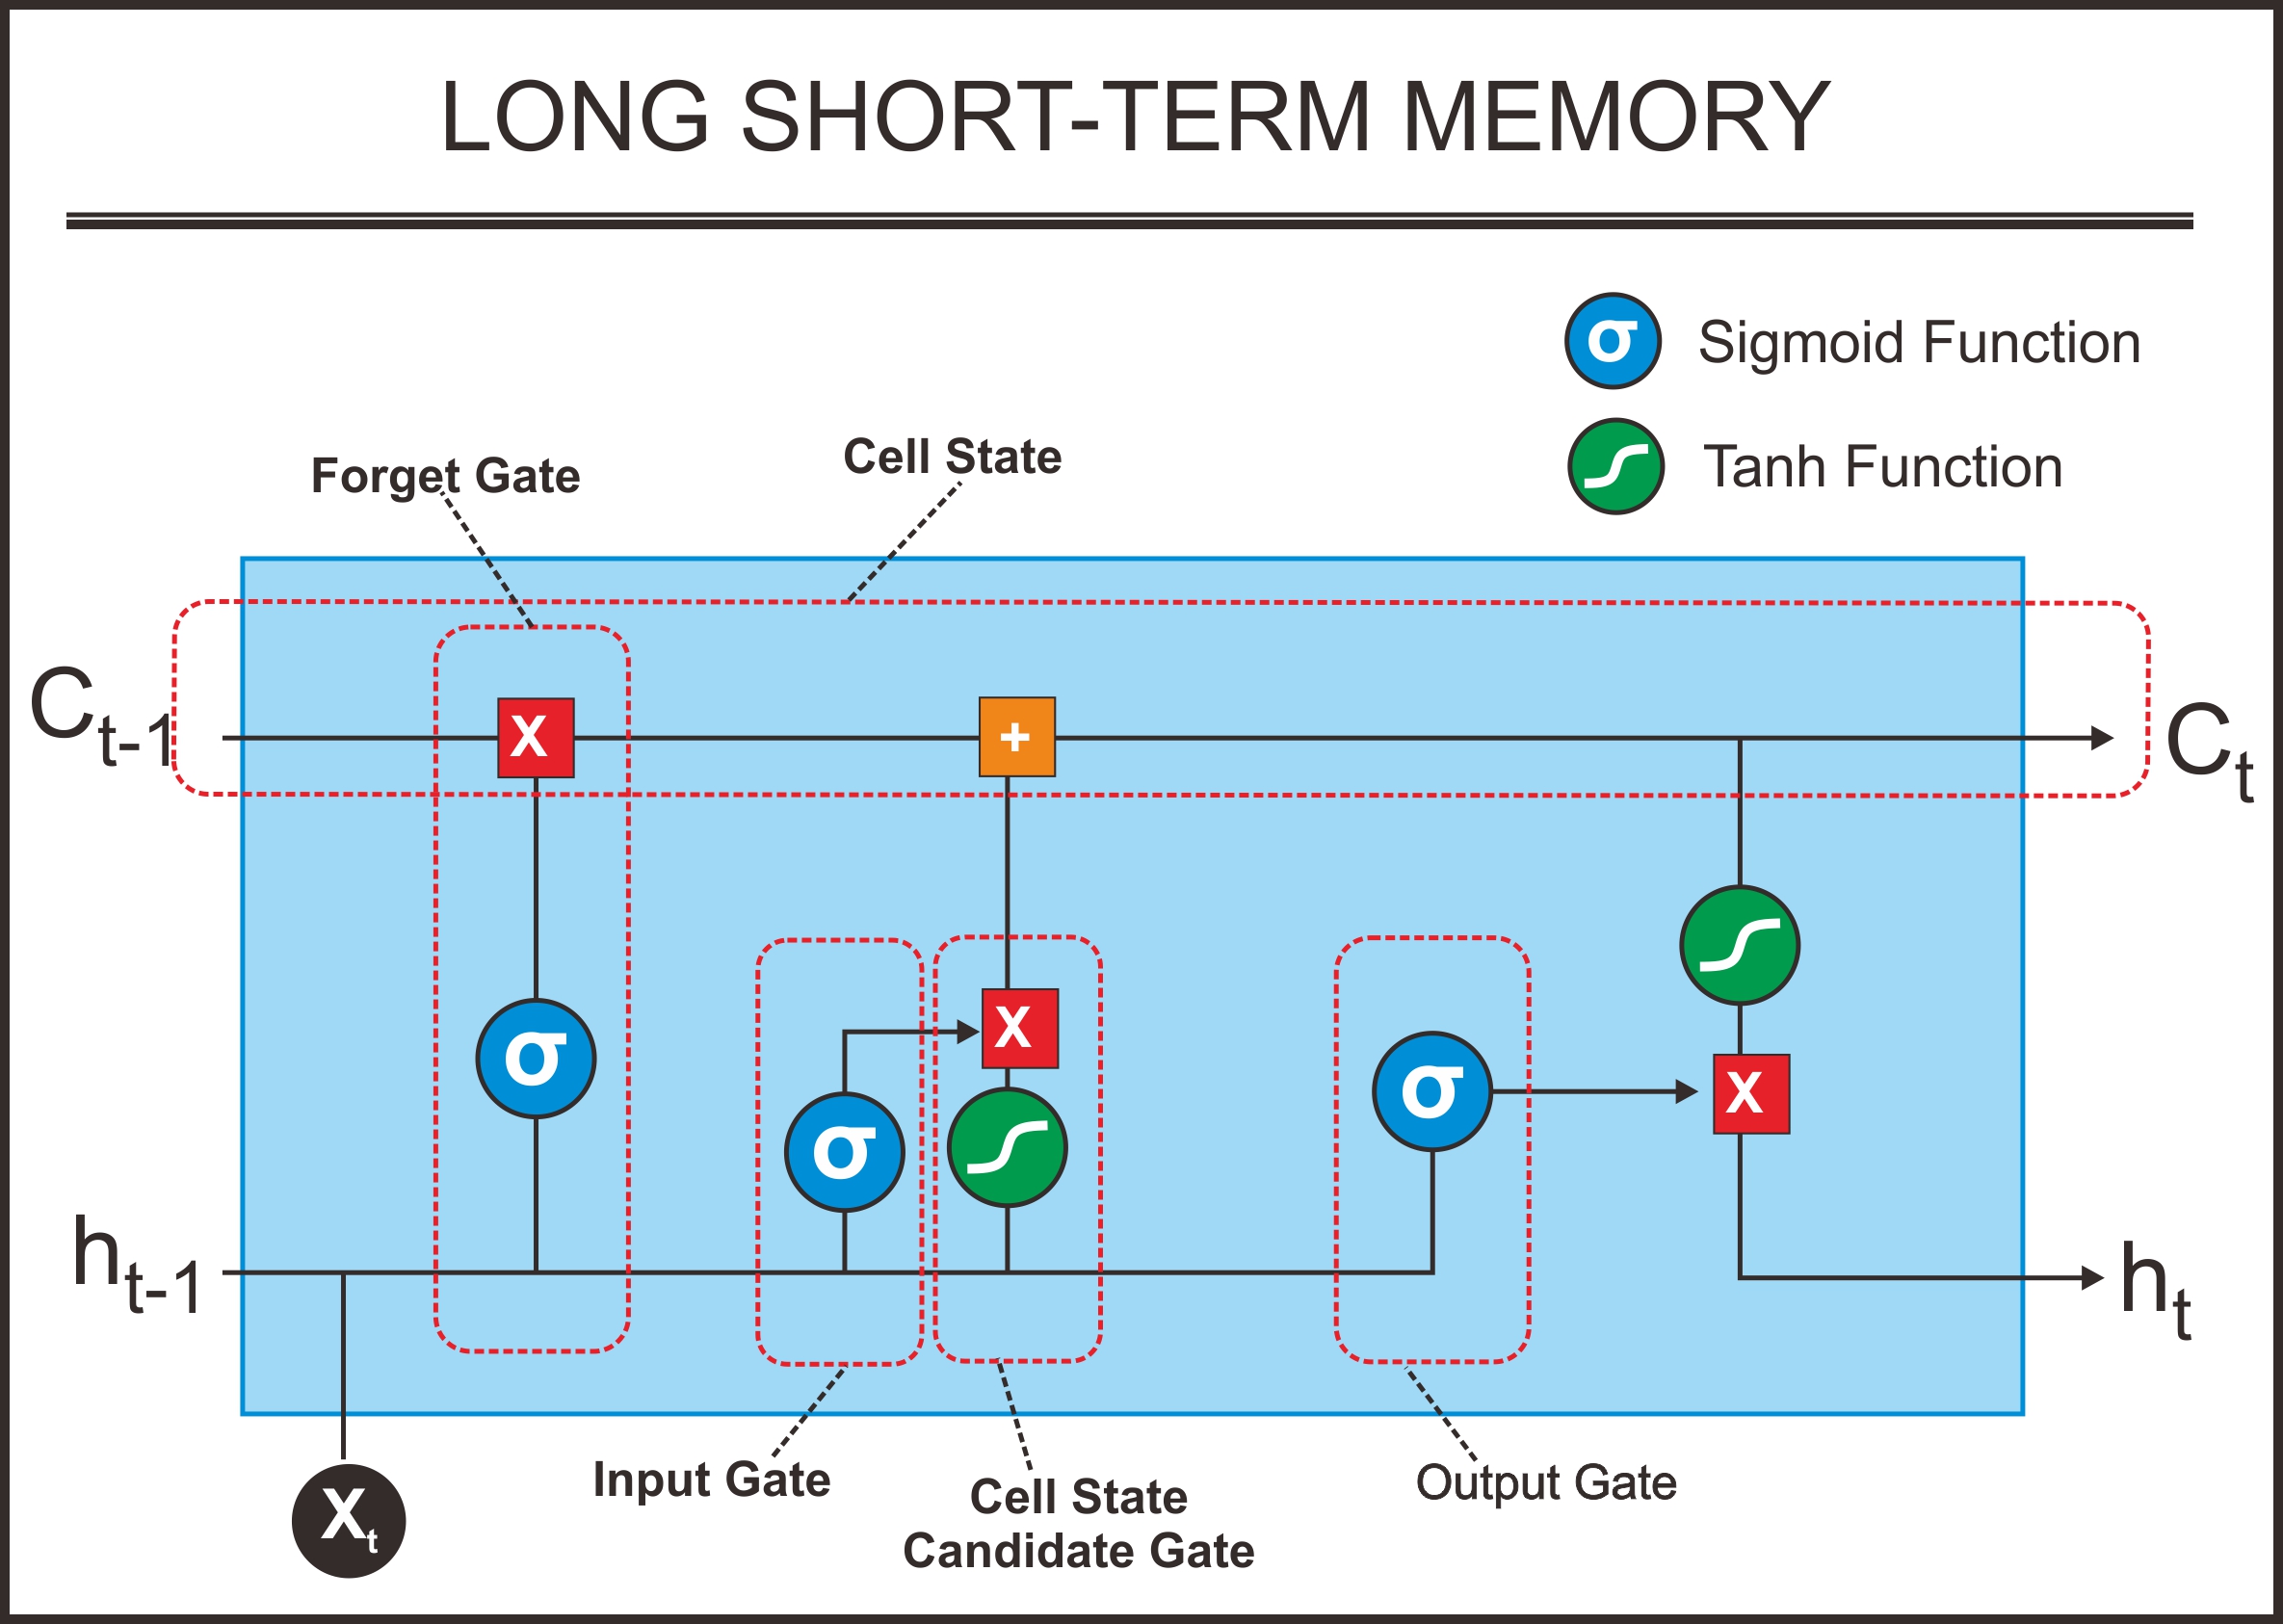 LONG SHORT-TERM MEMORY
σ Sigmoid Function
Tanh Function
Forget Gate
Cell State
Ct-1
X
+
Ct
σ
X
σ
σ
X
ht-1
ht
Input Gate
Cell State
Candidate Gate
Output Gate
Xt